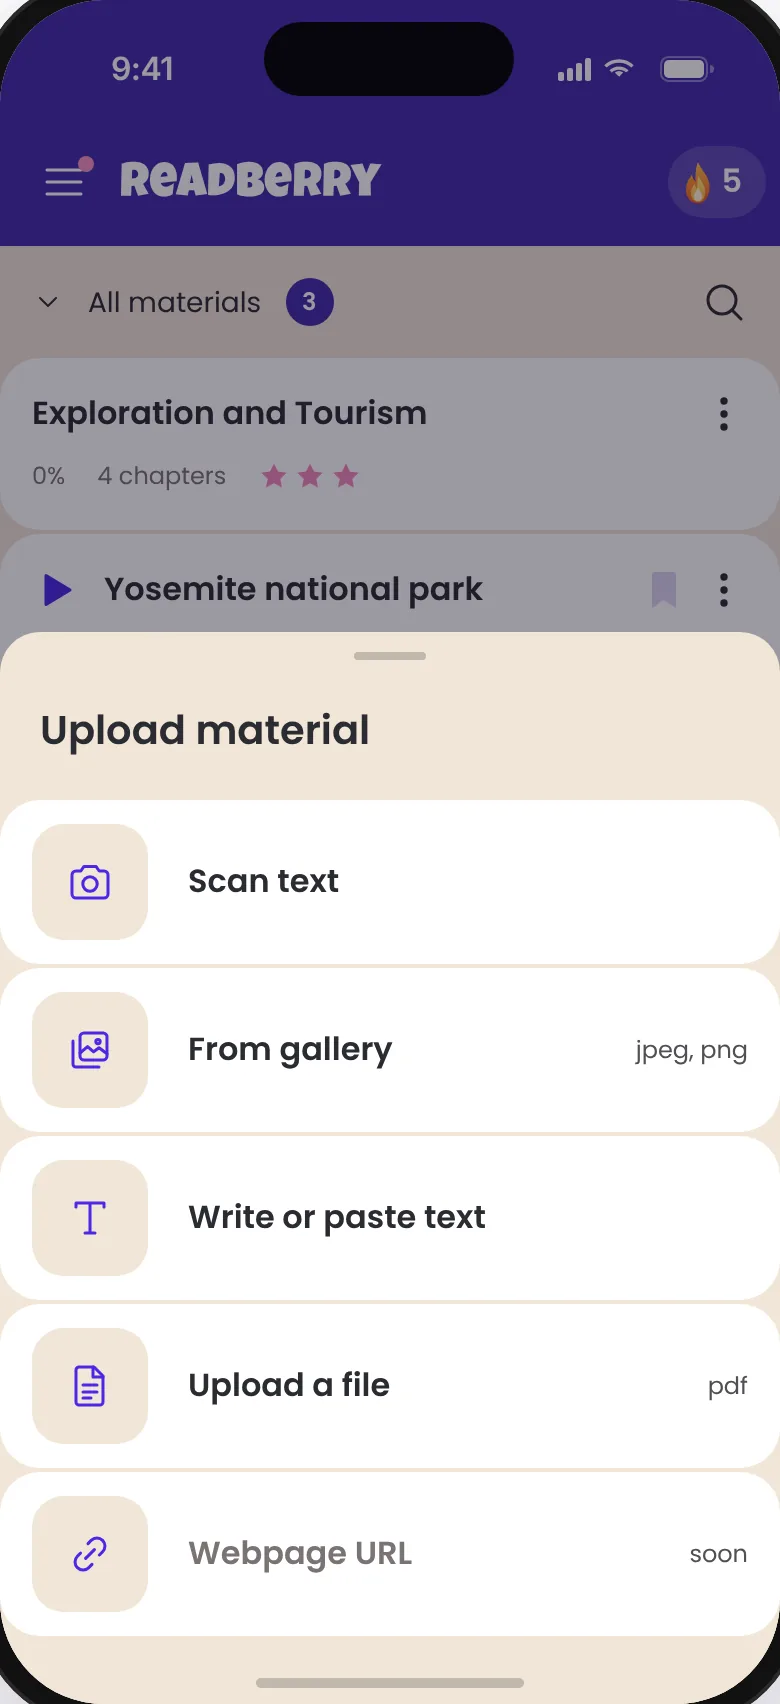 9:41
ReADBeRRY
5
All materials 3
Exploration and Tourism
0% 4 chapters
Yosemite national park
Upload material
Scan text
From gallery jpeg, png
Write or paste text
Upload a file pdf
Webpage URL soon